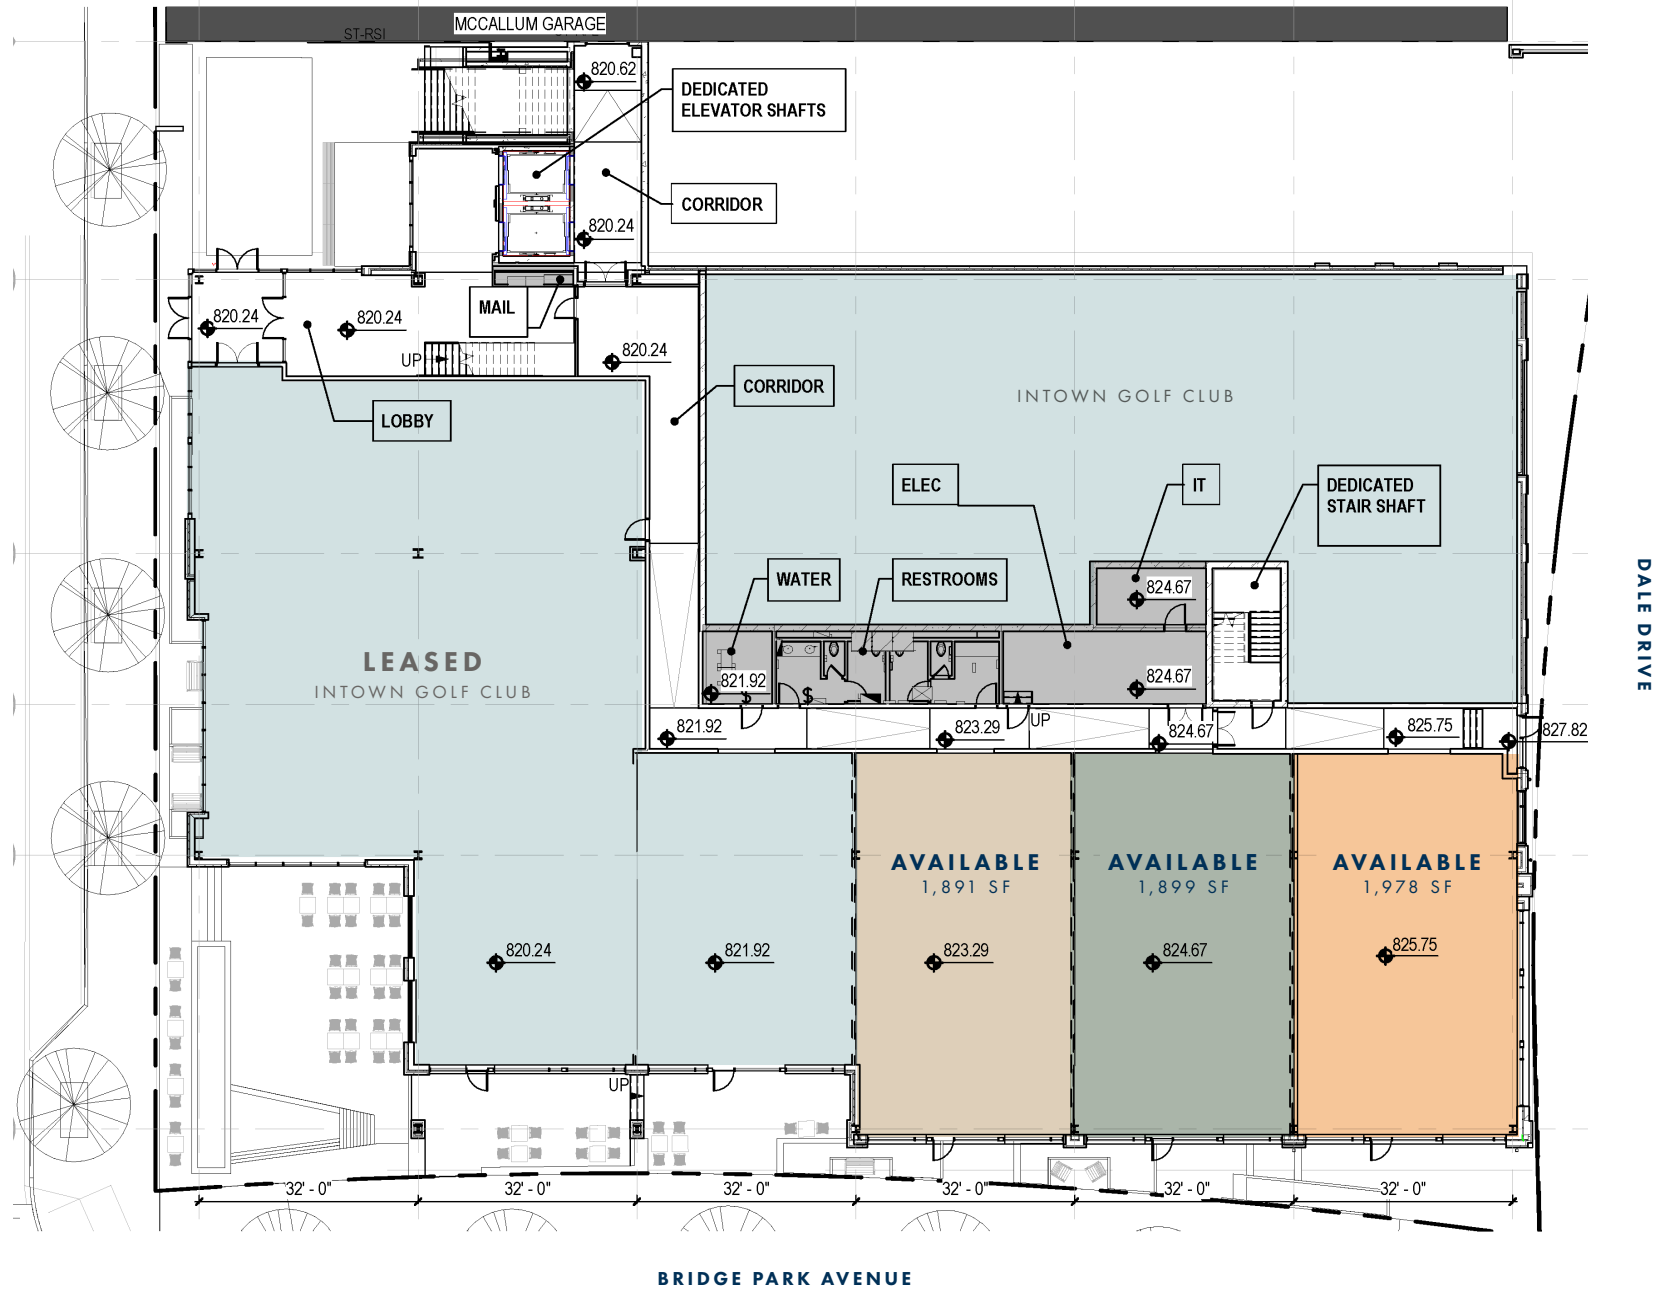 MCCALLUM GARAGE
ST-RSI
820.62
DEDICATED
ELEVATOR SHAFTS
CORRIDOR
820.24
820.24
820.24
MAIL
UP
820.24
CORRIDOR
LOBBY
INTOWN GOLF CLUB
ELEC
IT
DEDICATED
STAIR SHAFT
WATER
RESTROOMS
824.67
LEASED
INTOWN GOLF CLUB
821.92
824.67
DALE DRIVE
821.92
823.29
UP
824.67
825.75
827.82
AVAILABLE
1,891 SF
AVAILABLE
1,899 SF
AVAILABLE
1,978 SF
820.24
821.92
823.29
824.67
825.75
UP
32' - 0"
32' - 0"
32' - 0"
32' - 0"
32' - 0"
32' - 0"
BRIDGE PARK AVENUE